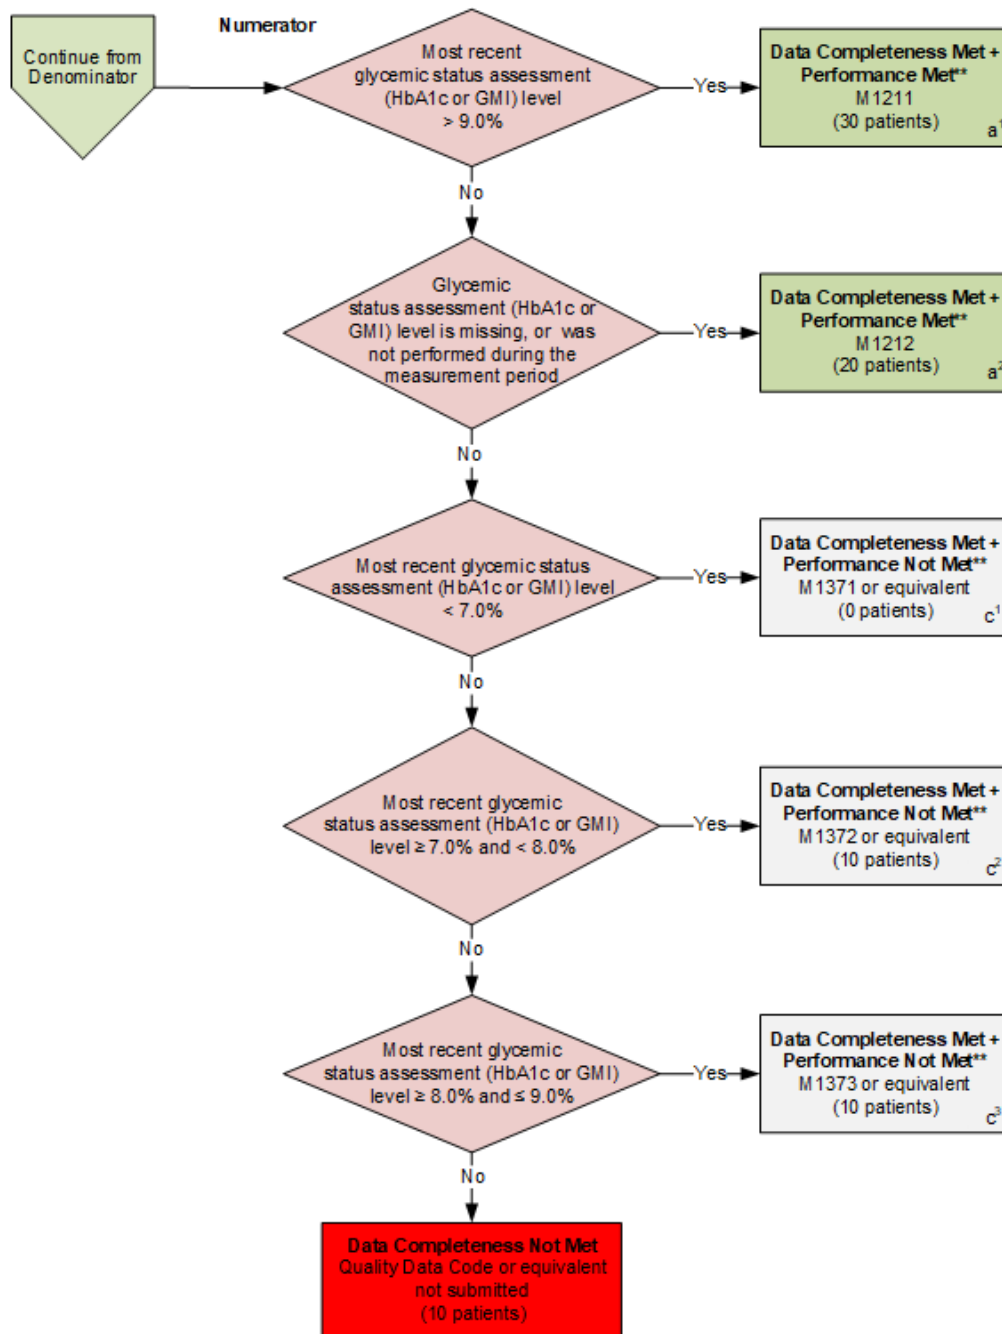 Numerator
Continue from
Denominator
Most recent
glycemic status assessment
(HbA1c or GMI) level
> 9.0%
Yes
Data Completeness Met +
Performance Met**
M1211
(30 patients)
a1
No
Glycemic
status assessment (HbA1c or
GMI) level is missing, or was
not performed during the
measurement period
Yes
Data Completeness Met +
Performance Met**
M1212
(20 patients)
a2
No
Most recent glycemic status
assessment (HbA1c or GMI) level
< 7.0%
Yes
Data Completeness Met +
Performance Not Met**
M1371 or equivalent
(0 patients)
c1
No
Most recent glycemic
status assessment (HbA1c or GMI)
level ≥ 7.0% and < 8.0%
Yes
Data Completeness Met +
Performance Not Met**
M1372 or equivalent
(10 patients)
c2
No
Most recent glycemic
status assessment (HbA1c or GMI)
level ≥ 8.0% and ≤ 9.0%
Yes
Data Completeness Met +
Performance Not Met**
M1373 or equivalent
(10 patients)
c3
No
Data Completeness Not Met
Quality Data Code or equivalent
not submitted
(10 patients)